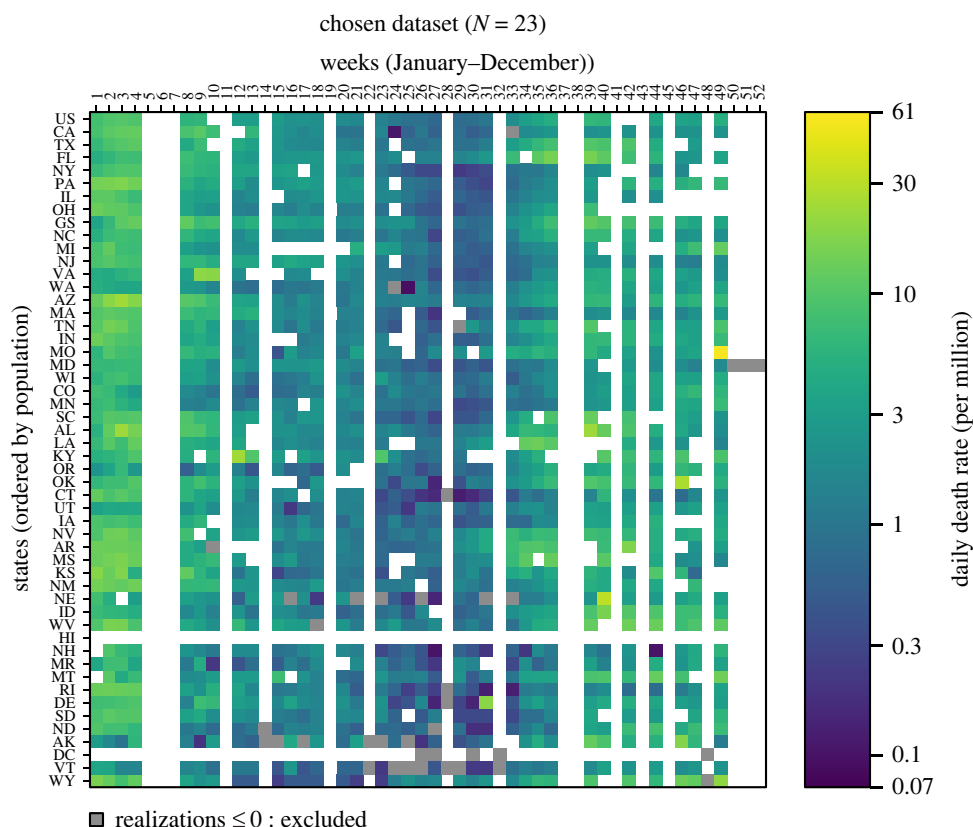 chosen dataset (N = 23)
weeks (January–December))
1 2 3 4 5 6 7 8 9 10 11 12 13 14 15 16 17 18 19 20 21 22 23 24 25 26 27 28 29 30 31 32 33 34 35 36 37 38 39 40 41 42 43 44 45 46 47 48 49 50 51 52
states (ordered by population)
US
CA
TX
FL
NY
PA
IL
OH
GS
NC
MI
NJ
VA
WA
AZ
MA
TN
IN
MO
MD
WI
CO
MN
SC
AL
LA
KY
OR
OK
CT
UT
IA
NV
AR
MS
KS
NM
NE
ID
WV
HI
NH
MR
MT
RI
DE
SD
ND
AK
DC
VT
WY
61
30
10
3
1
0.3
0.1
0.07
daily death rate (per million)
realizations ≤ 0 : excluded